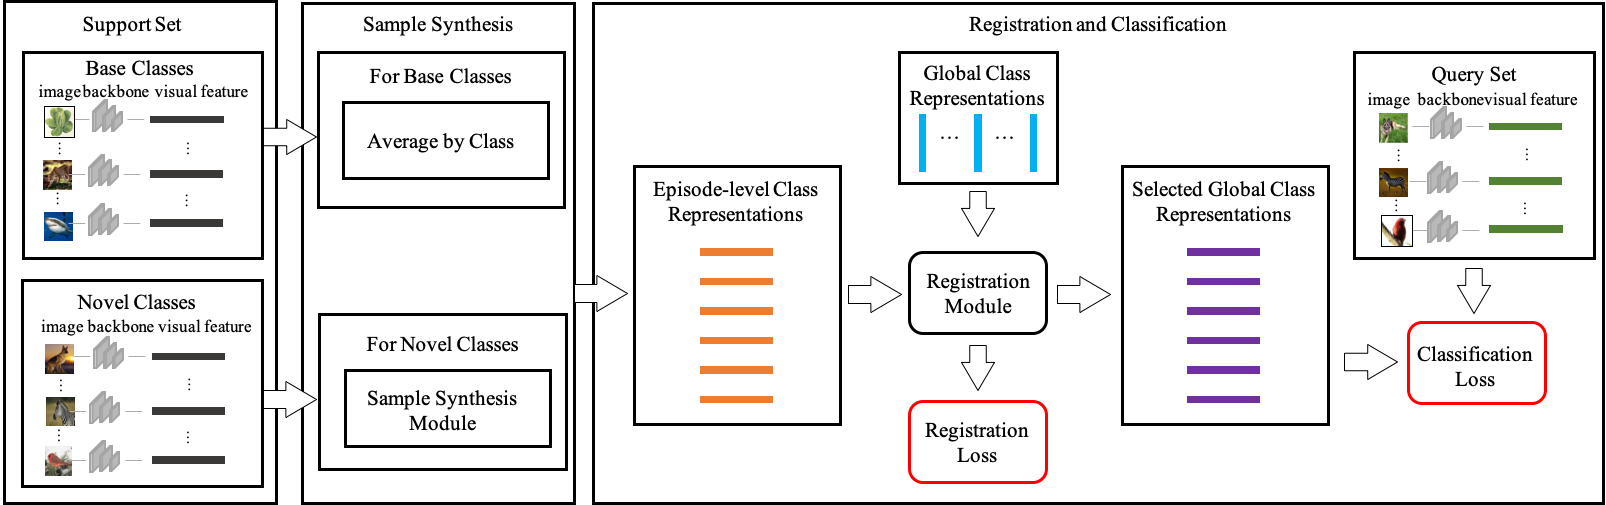 Support Set
Base Classes
image backbone visual feature
Novel Classes
image backbone visual feature
Sample Synthesis
For Base Classes
Average by Class
For Novel Classes
Sample Synthesis
Module
Registration and Classification
Episode-level Class
Representations
Global Class
Representations
... ...
Registration
Module
Registration
Loss
Selected Global Class
Representations
Query Set
image backbone visual feature
Classification
Loss